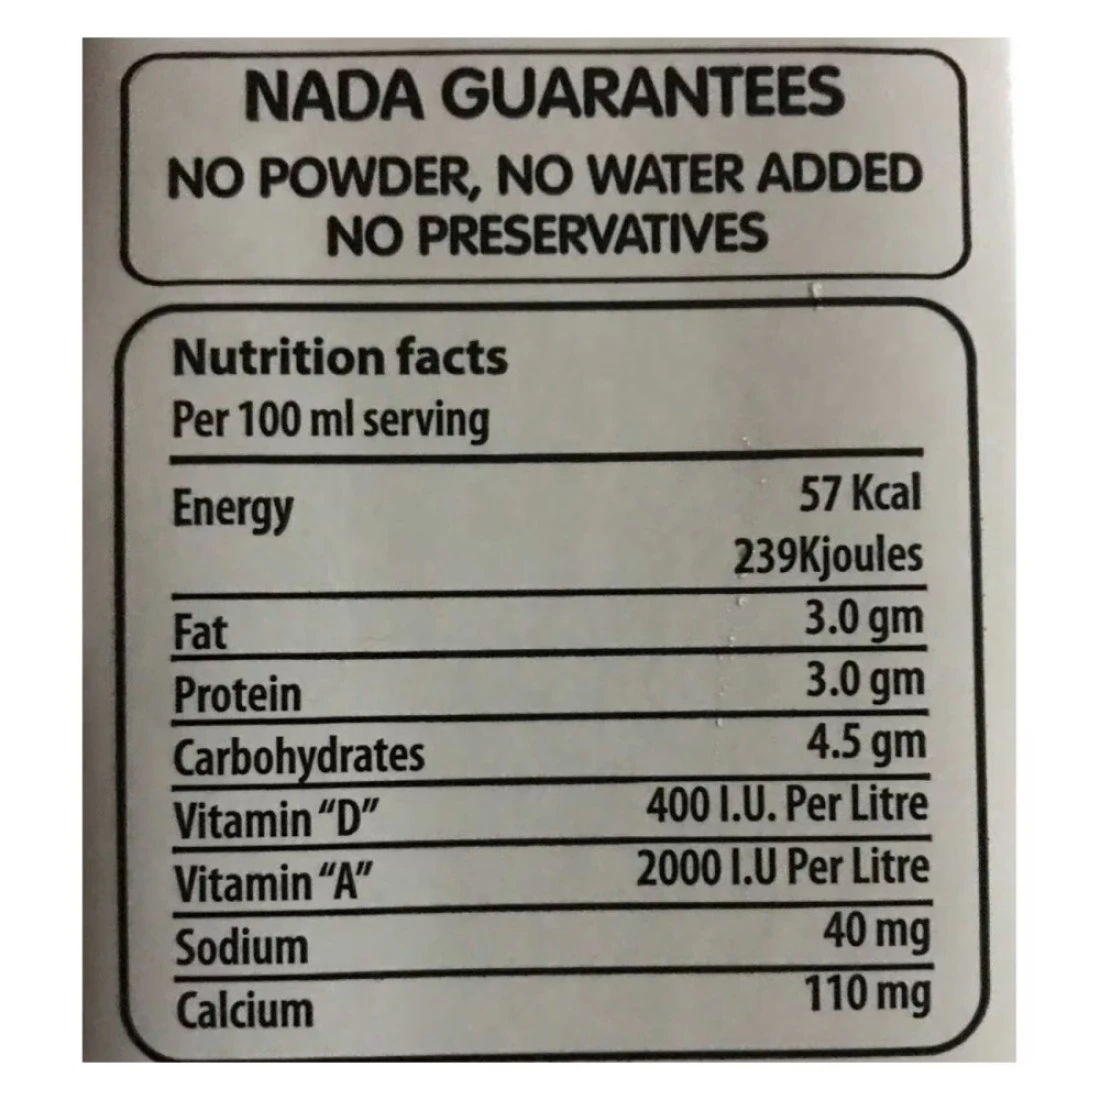 NADA GUARANTEES
NO POWDER, NO WATER ADDED
NO PRESERVATIVES
Nutrition facts
Per 100 ml serving
Energy 57 Kcal
239Kjoules
Fat 3.0 gm
Protein 3.0 gm
Carbohydrates 4.5 gm
Vitamin “D” 400 I.U. Per Litre
Vitamin “A” 2000 I.U Per Litre
Sodium 40 mg
Calcium 110 mg